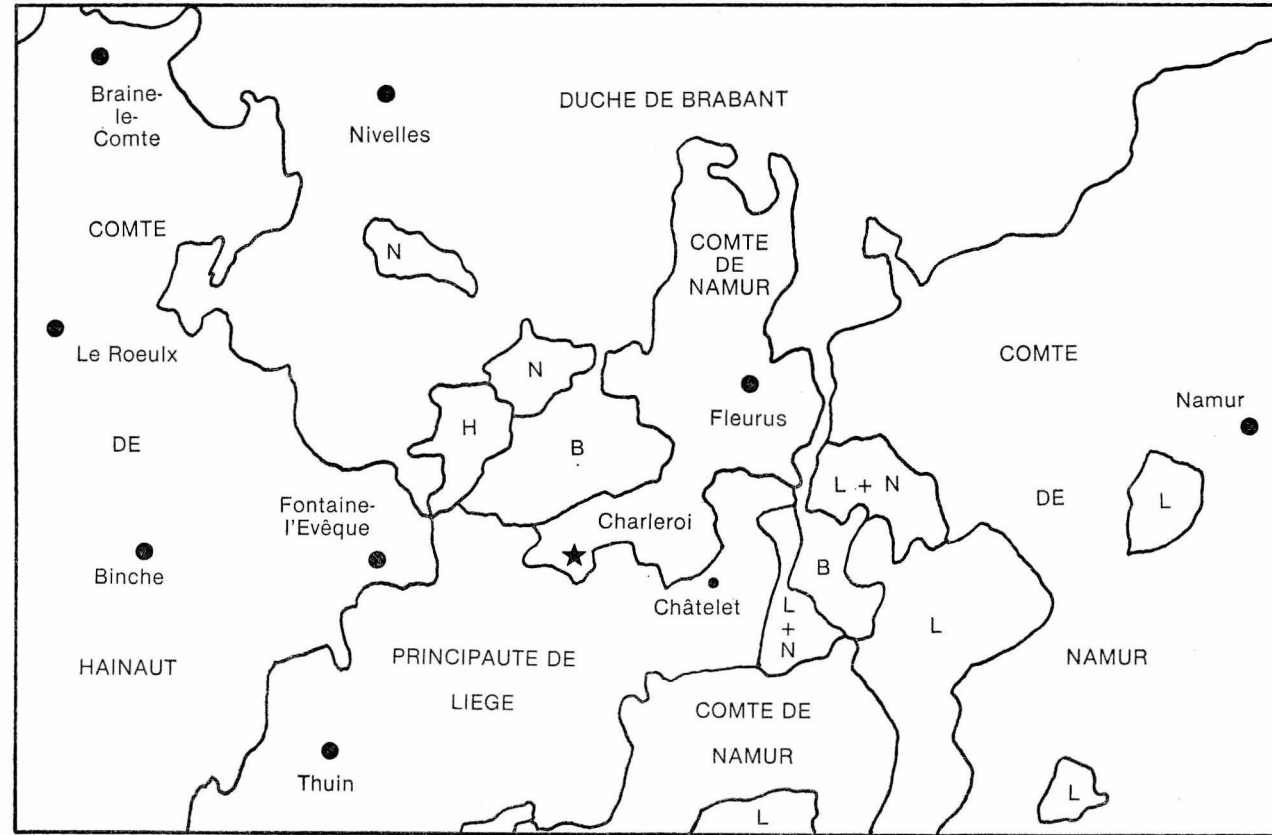 Braine-
le-
Comte
Nivelles
DUCHE DE BRABANT
COMTE
N
COMTE
DE
NAMUR
Le Roeulx
N
COMTE
Fleurus
Namur
H
B
DE
L + N
L
Fontaine-
l'Evêque
Charleroi
DE
Binche
Châtelet
B
L
+
N
L
HAINAUT
PRINCIPAUTE DE
LIEGE
NAMUR
COMTE DE
NAMUR
Thuin
L
L